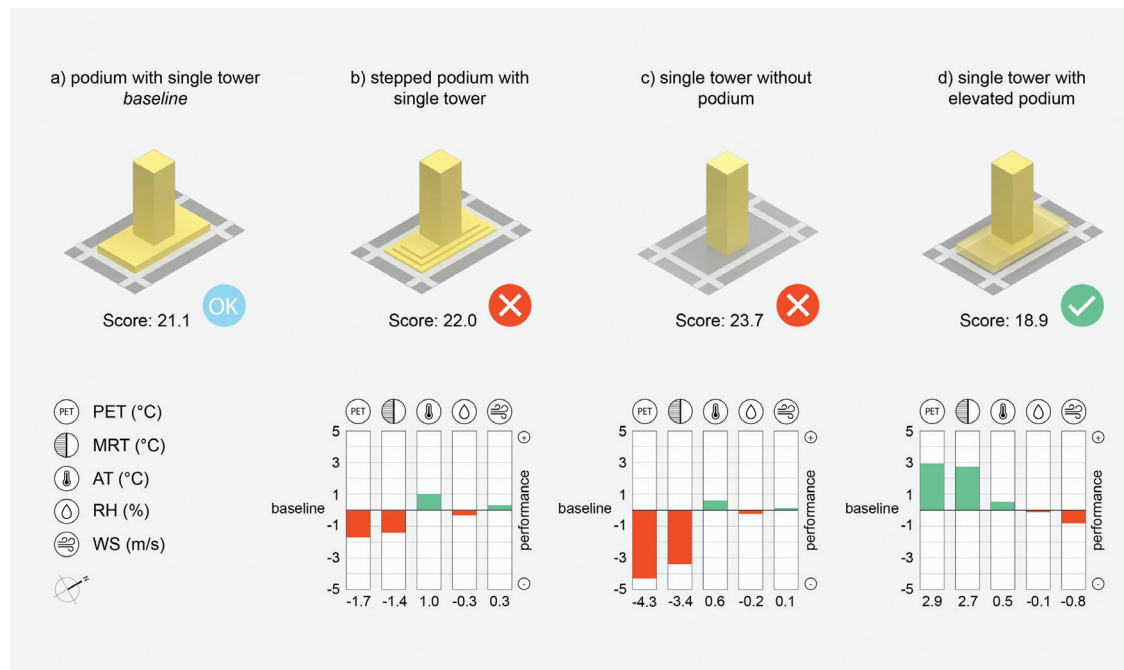 a) podium with single tower
baseline
b) stepped podium with
single tower
c) single tower without
podium
d) single tower with
elevated podium
Score: 21.1
OK
Score: 22.0
Score: 23.7
Score: 18.9
PET PET (°C)
MRT (°C)
AT (°C)
RH (%)
WS (m/s)
N
PET
5
3
1
baseline
-1
-3
-5
+
performance
-
-1.7 -1.4 1.0 -0.3 0.3
PET
5
3
1
baseline
-1
-3
-5
+
performance
-
-4.3 -3.4 0.6 -0.2 0.1
PET
5
3
1
baseline
-1
-3
-5
+
performance
-
2.9 2.7 0.5 -0.1 -0.8